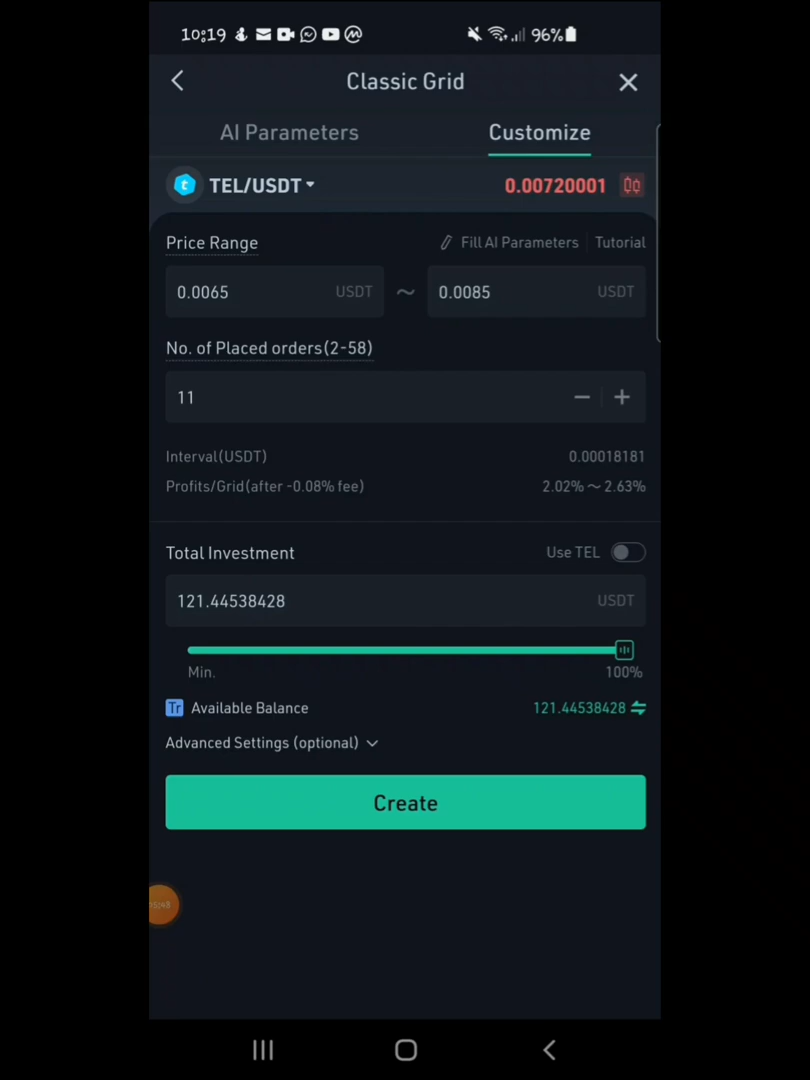 10:19 96%
Classic Grid
AI Parameters Customize
TEL/USDT 0.00720001
Price Range Fill AI Parameters Tutorial
0.0065 USDT ~ 0.0085 USDT
No. of Placed orders(2-58)
11 − +
Interval(USDT) 0.00018181
Profits/Grid(after -0.08% fee) 2.02%~2.63%
Total Investment Use TEL
121.44538428 USDT
Min. 100%
Tr Available Balance 121.44538428
Advanced Settings (optional)
Create